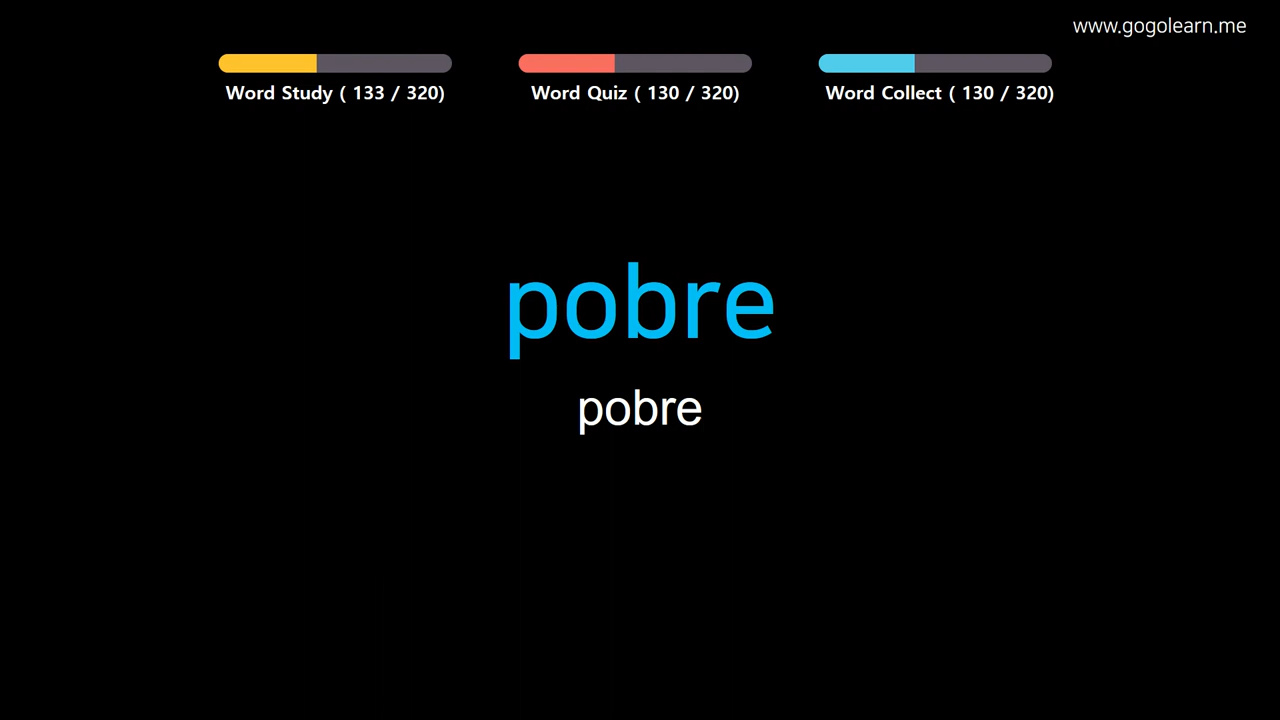 www.gogolearn.me
Word Study ( 133 / 320)
Word Quiz ( 130 / 320)
Word Collect ( 130 / 320)
pobre
pobre